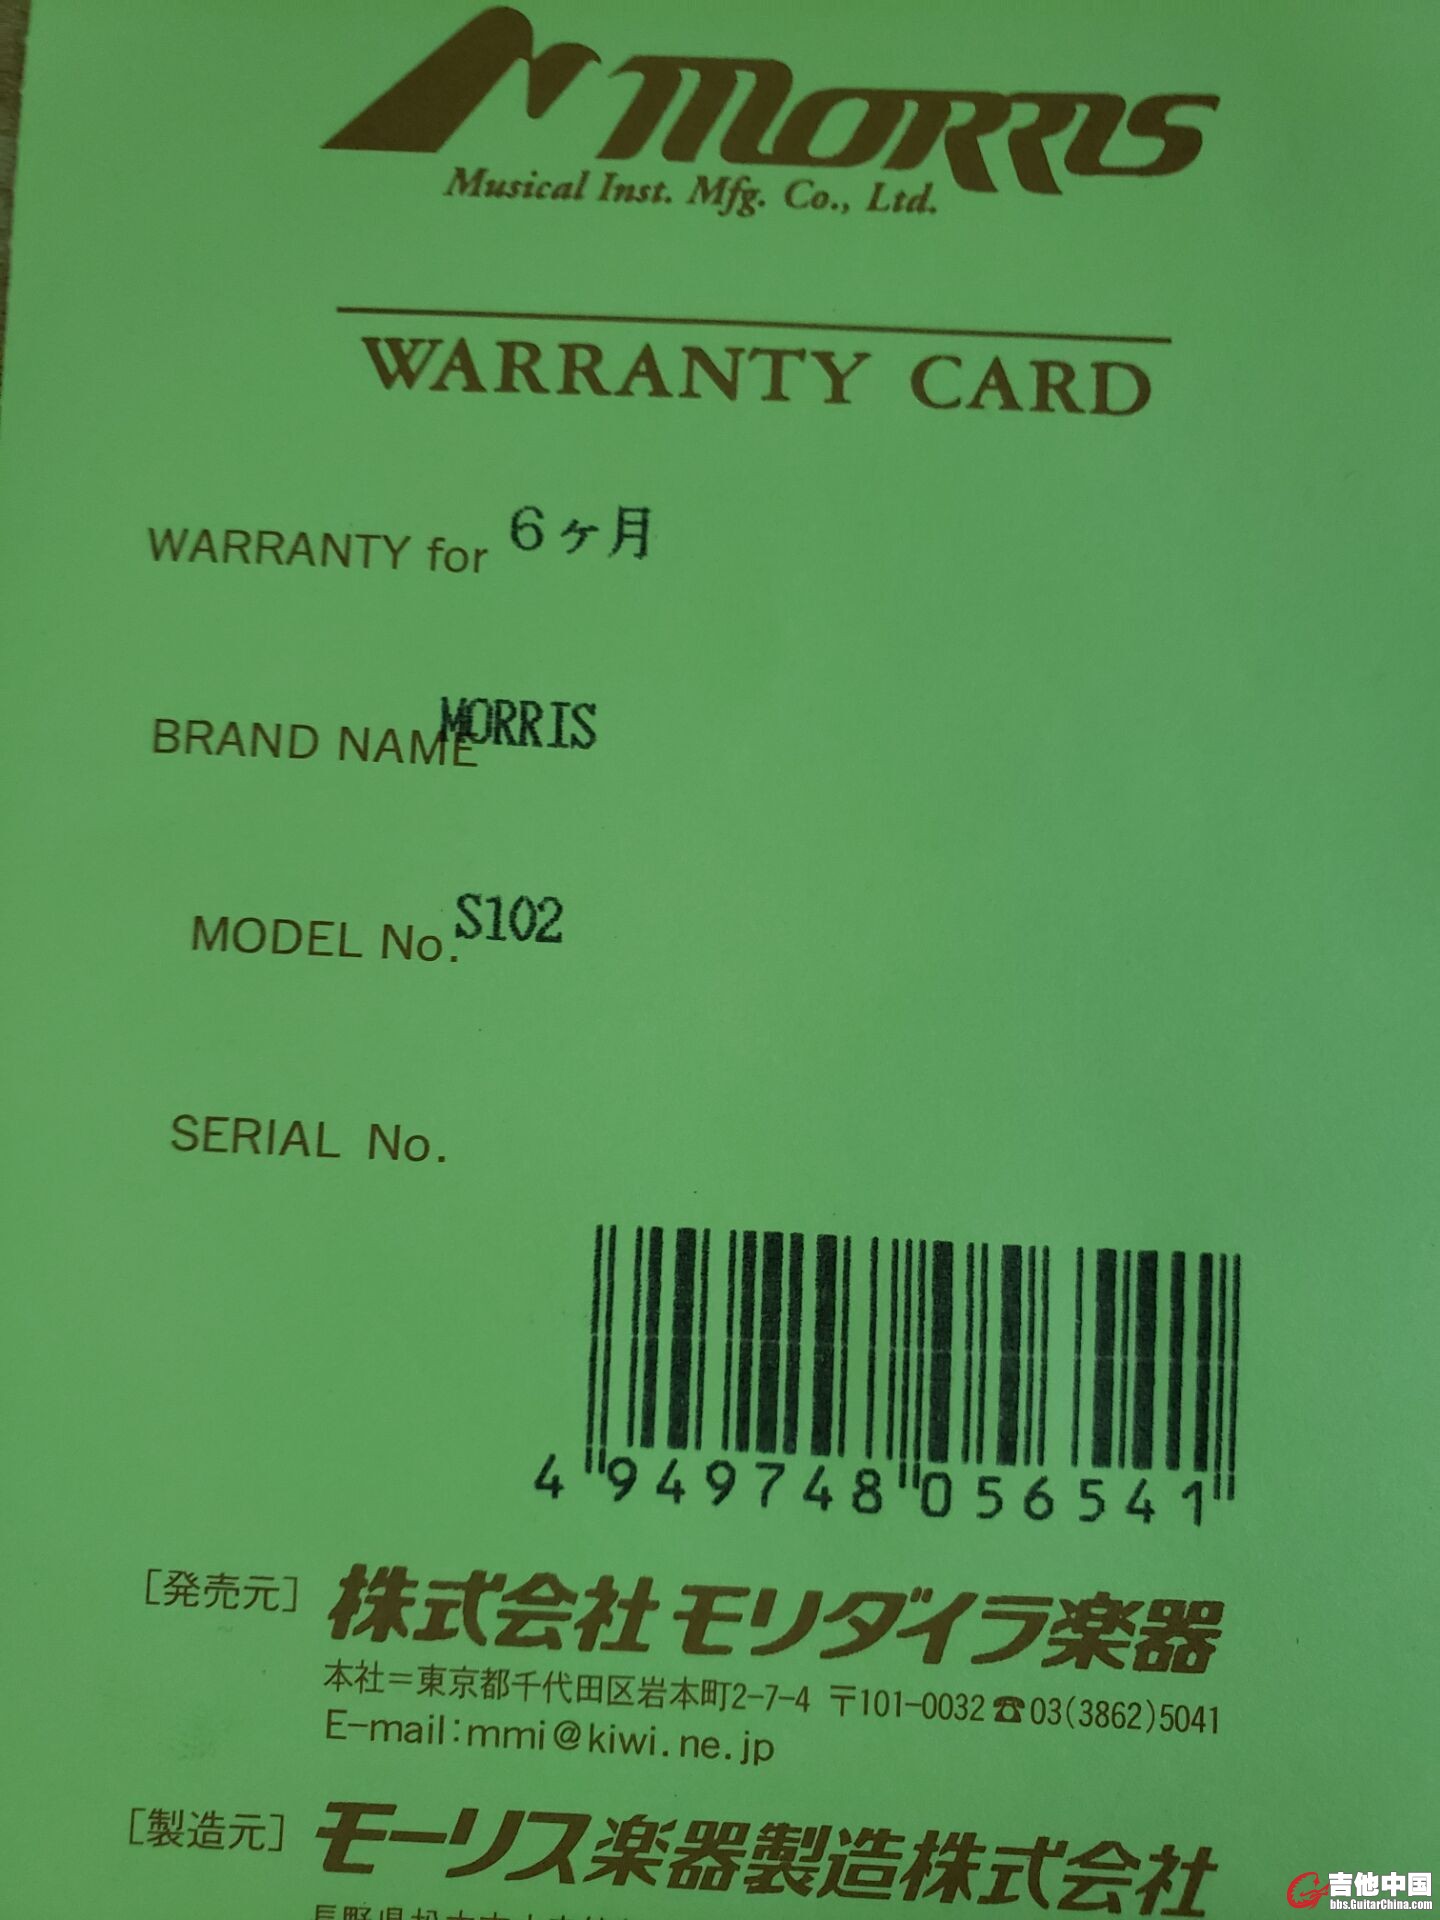 MORRIS
Musical Inst. Mfg. Co., Ltd.
WARRANTY CARD
WARRANTY for 6ヶ月
BRAND NAME MORRIS
MODEL No. S102
SERIAL No.
4 949748 056541
[発売元] 株式会社モリダイラ楽器
本社=東京都千代田区岩本町2-7-4 〒101-0032☎03(3862)5041
E-mail:mmi@kiwi.ne.jp
[製造元] モーリス楽器製造株式会社
吉他中国
bbs.GuitarChina.com